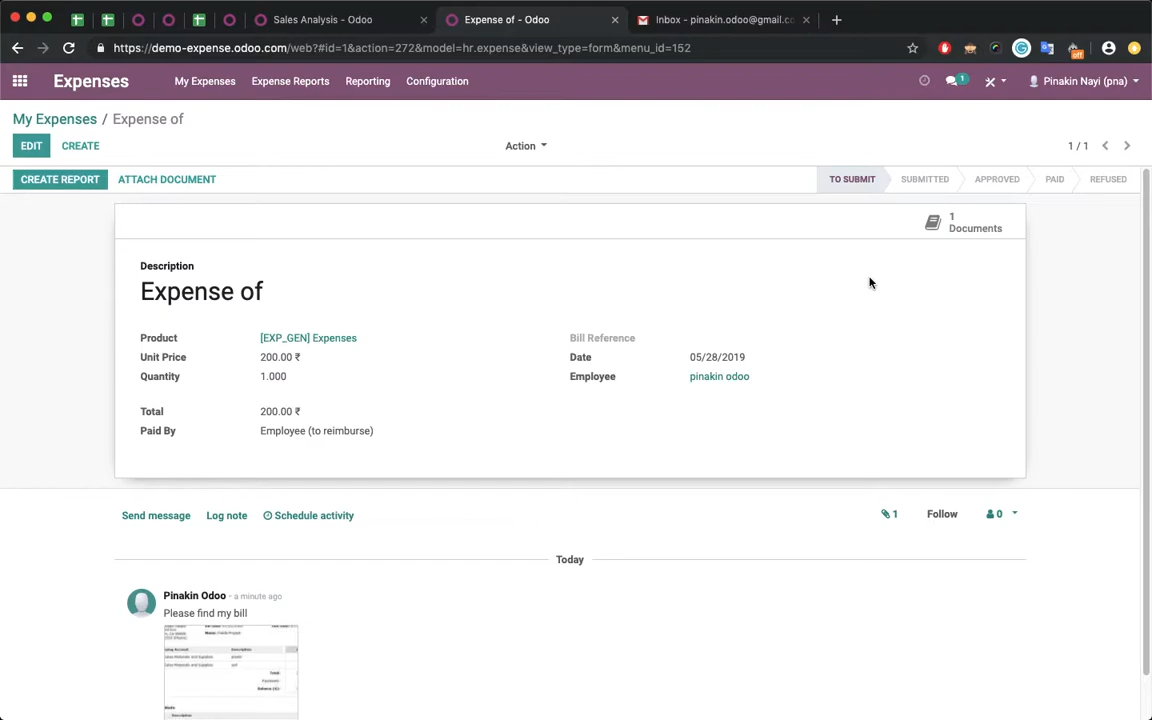 Sales Analysis - Odoo
Expense of - Odoo
Inbox - pinakin.odoo@gmail.co
https://demo-expense.odoo.com/web?#id=1&action=272&model=hr.expense&view_type=form&menu_id=152
off
Expenses
My Expenses
Expense Reports
Reporting
Configuration
1
Pinakin Nayi (pna)
My Expenses / Expense of
EDIT
CREATE
Action
1 / 1
CREATE REPORT
ATTACH DOCUMENT
TO SUBMIT
SUBMITTED
APPROVED
PAID
REFUSED
1
Documents
Description
Expense of
Product [EXP_GEN] Expenses
Unit Price 200.00 ₹
Quantity 1.000
Total 200.00 ₹
Paid By Employee (to reimburse)
Bill Reference
Date 05/28/2019
Employee pinakin odoo
Send message
Log note
Schedule activity
1
Follow
0
Today
Pinakin Odoo - a minute ago
Please find my bill
Description
Total